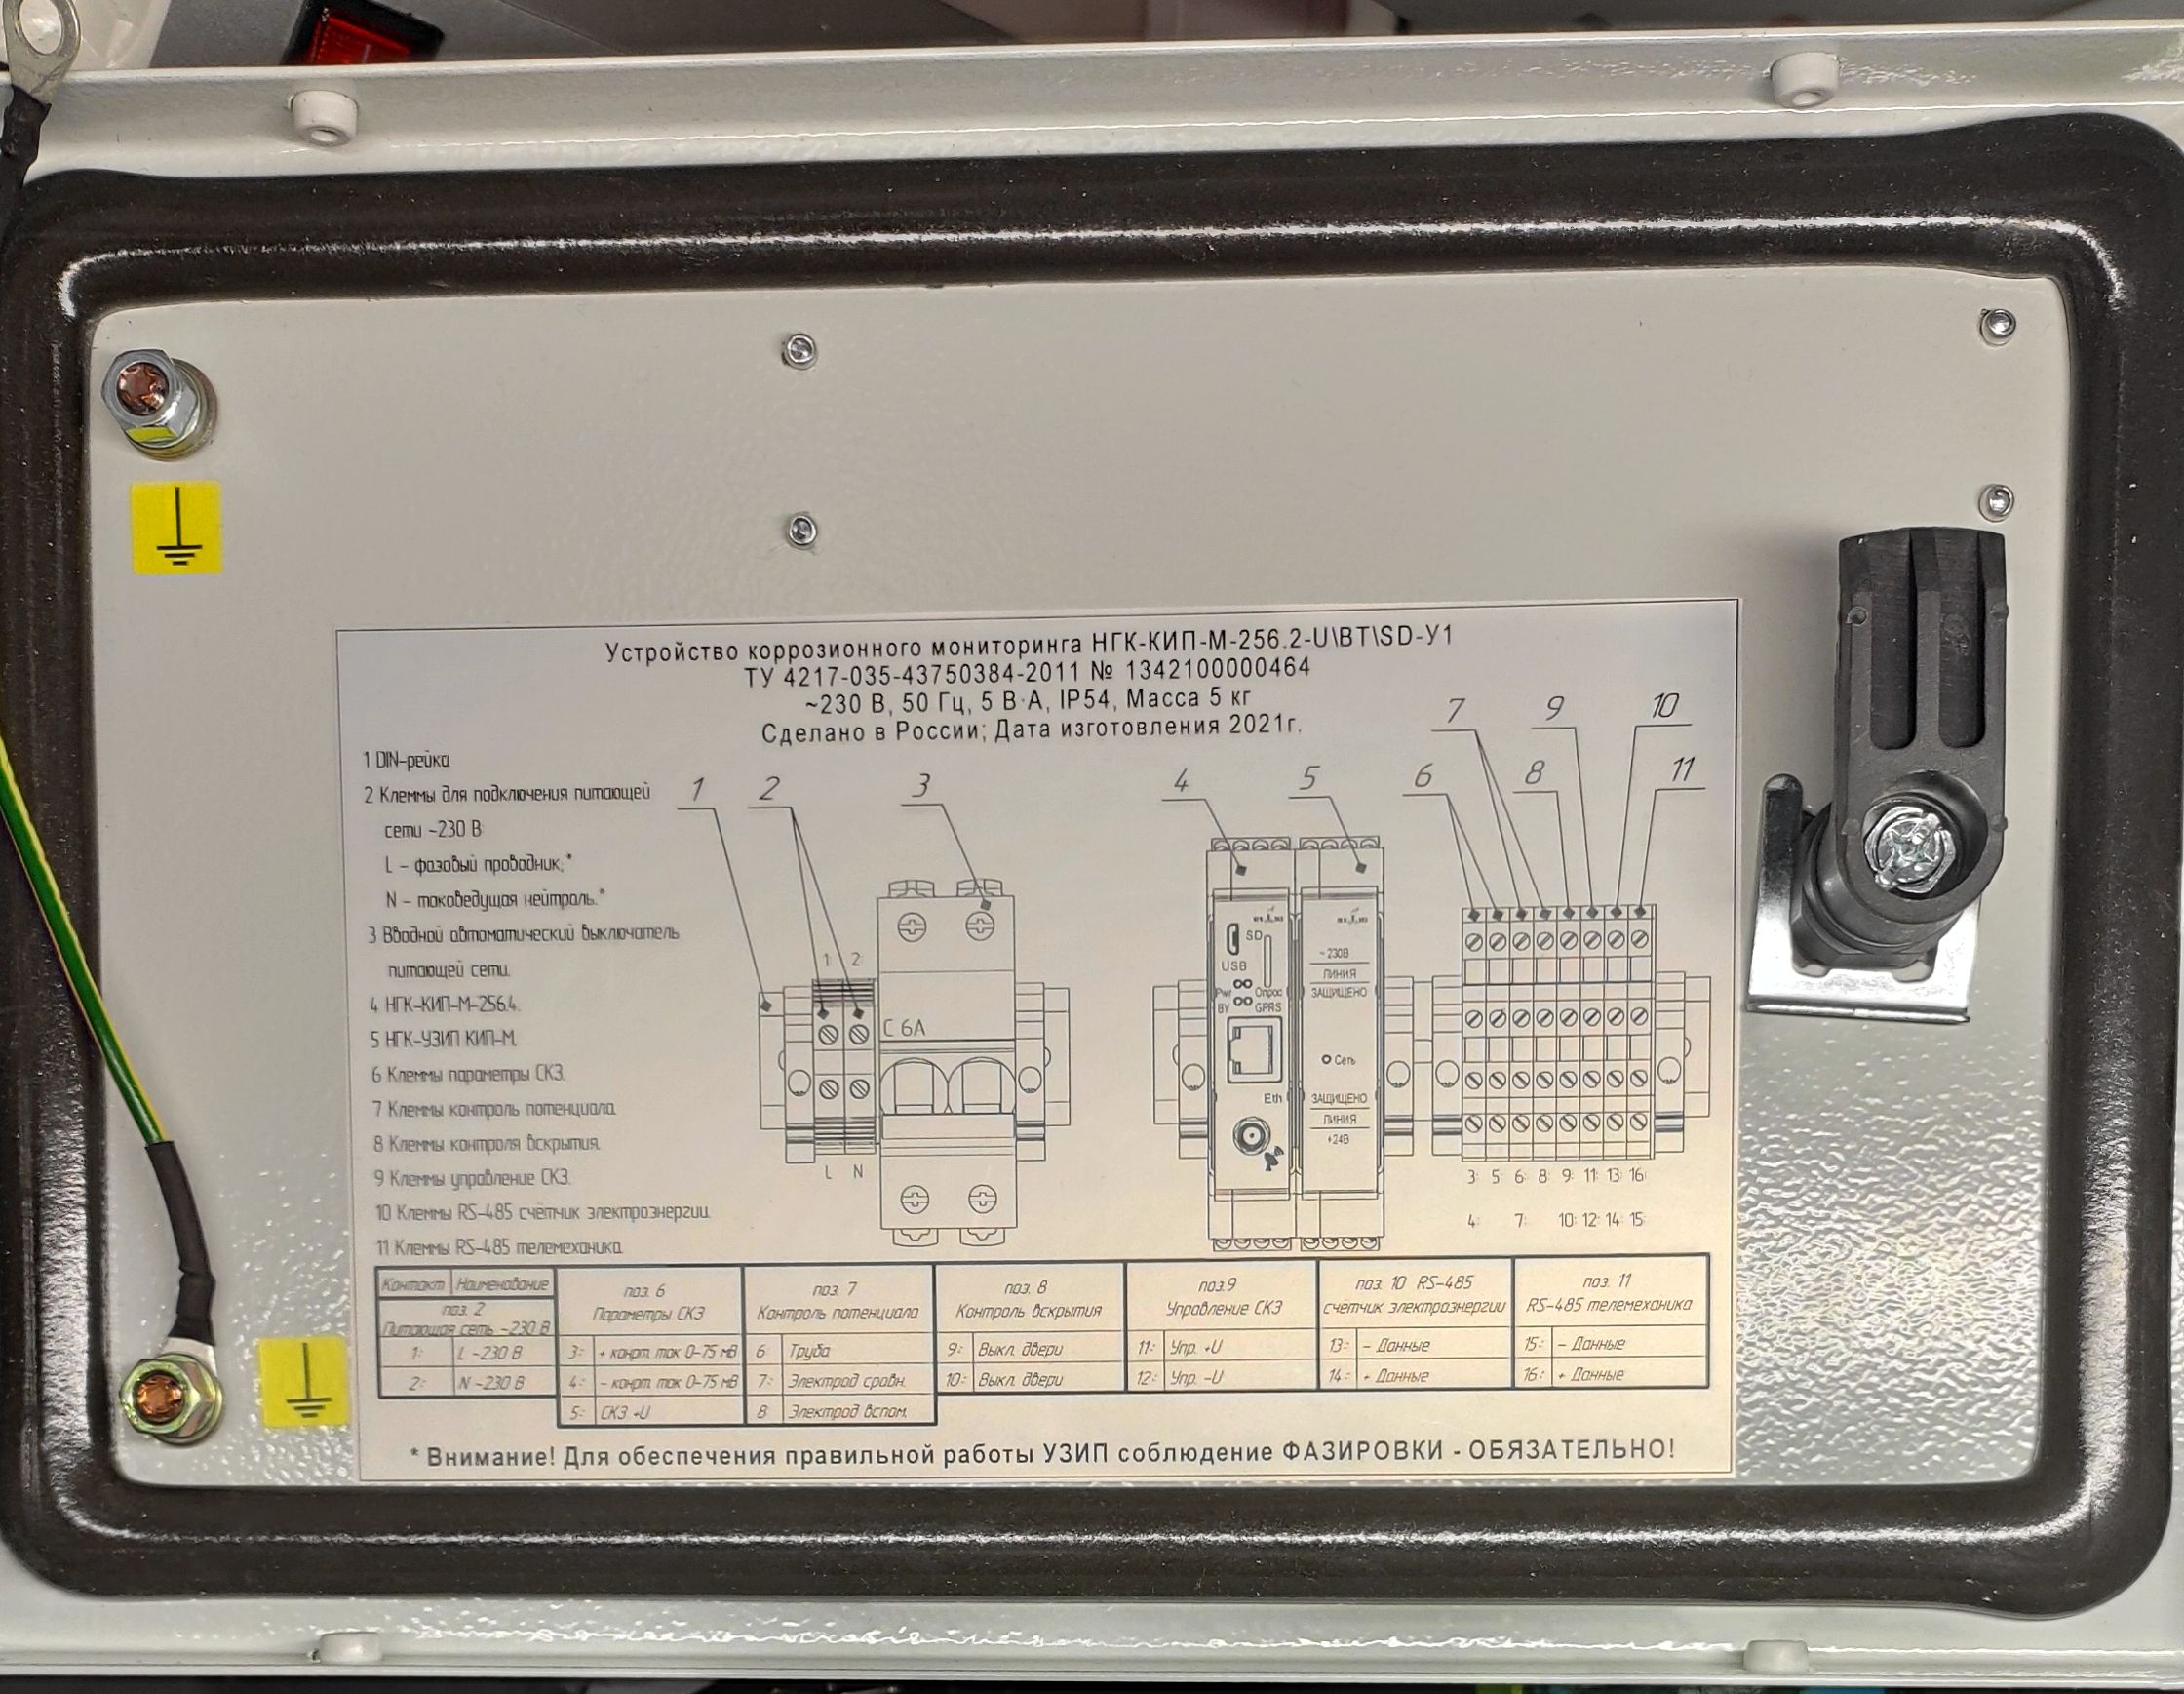 Устройство коррозионного мониторинга НГК-КИП-М-256.2-U\BT\SD-У1
ТУ 4217-035-43750384-2011 № 1342100000464
~230 В, 50 Гц, 5 В·А, IP54, Масса 5 кг
Сделано в России; Дата изготовления 2021г.
1 DIN-рейка
2 Клеммы для подключения питающей
сети ~230 В:
L – фазовый проводник;*
N – токоведущая нейтраль.*
3 Вводной автоматический выключатель
питающей сети.
4 НГК-КИП-М-256.4.
5 НГК-УЗИП КИП-М.
6 Клеммы параметры СКЗ.
7 Клеммы контроль потенциала.
8 Клеммы контроля вскрытия.
9 Клеммы управление СКЗ.
10 Клеммы RS-485 счётчик электроэнергии.
11 Клеммы RS-485 телемеханика.
1 2 3 4 5 6 7 8 9 10 11
1: 2:
C 6A
L N
SD
USB
Pwr Опрос
BY GPRS
Eth
~230В
ЛИНИЯ
ЗАЩИЩЕНО
Сеть
ЗАЩИЩЕНО
ЛИНИЯ
+24В
3: 5: 6: 8: 9: 11: 13: 16:
4: 7: 10: 12: 14: 15:
Контакт Наименование
поз. 2
Питающая сеть ~230 В
1: L ~230 В
2: N ~230 В
поз. 6
Параметры СКЗ
3: + конрт. ток 0-75 мВ
4: - конрт. ток 0-75 мВ
5: СКЗ +U
поз. 7
Контроль потенциала
6 Труба
7: Электрод сравн.
8 Электрод вспом.
поз. 8
Контроль вскрытия
9: Выкл. двери
10: Выкл. двери
поз.9
Управление СКЗ
11: Упр. +U
12: Упр. -U
поз. 10 RS-485
счетчик электроэнергии
13: - Данные
14: + Данные
поз. 11
RS-485 телемеханика
15: - Данные
16: + Данные
* Внимание! Для обеспечения правильной работы УЗИП соблюдение ФАЗИРОВКИ - ОБЯЗАТЕЛЬНО!